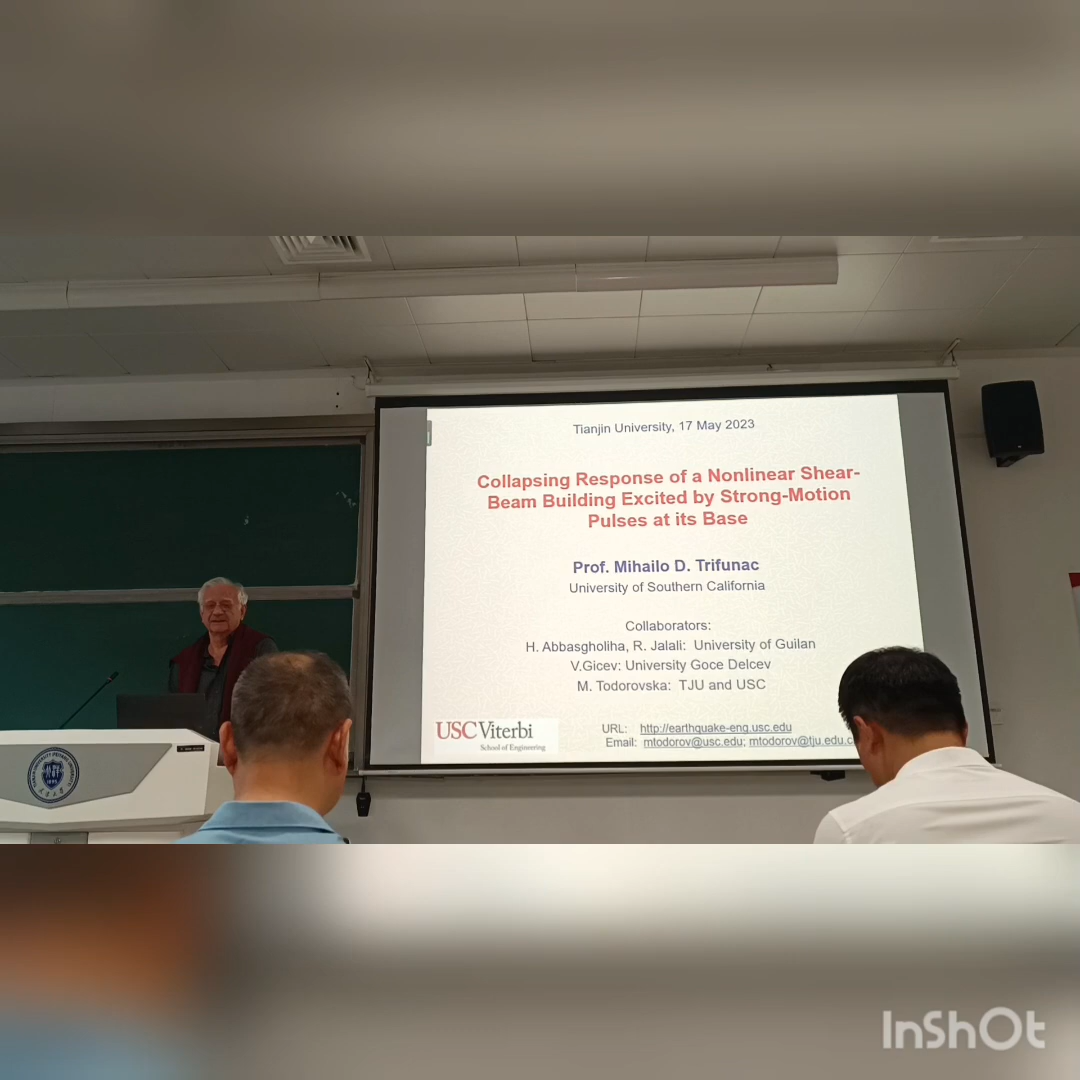 Tianjin University, 17 May 2023
Collapsing Response of a Nonlinear Shear-
Beam Building Excited by Strong-Motion
Pulses at its Base
Prof. Mihailo D. Trifunac
University of Southern California
Collaborators:
H. Abbasgholiha, R. Jalali: University of Guilan
V.Gicev: University Goce Delcev
M. Todorovska: TJU and USC
USC Viterbi
School of Engineering
URL: http://earthquake-eng.usc.edu
Email: mtodorov@usc.edu; mtodorov@tju.edu.c
InShOt